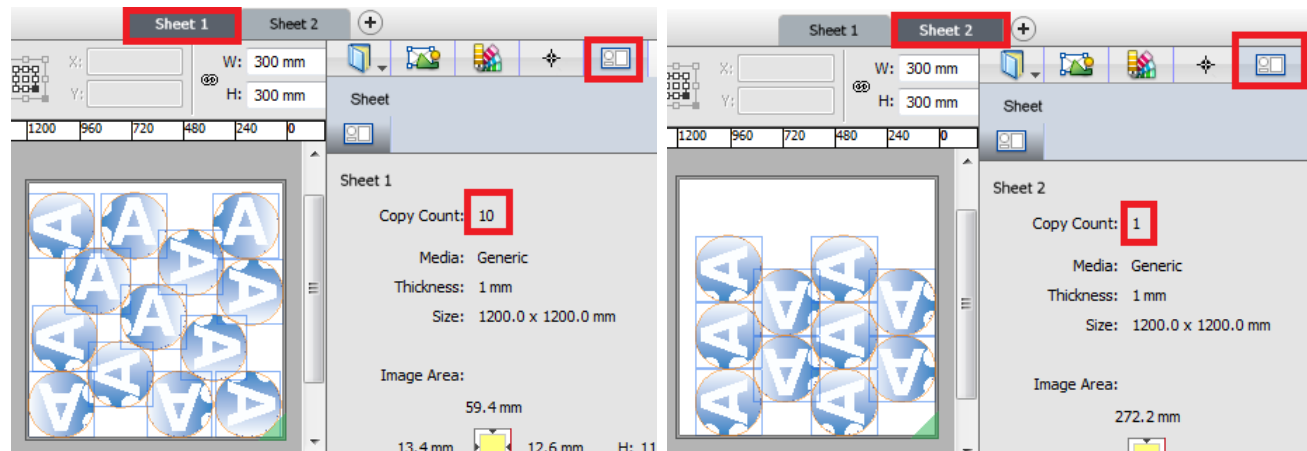 Sheet 1 Sheet 2 +
X: W: 300 mm
Y: H: 300 mm
Sheet
1200 960 720 480 240 0
Sheet 1
Copy Count: 10
Media: Generic
Thickness: 1 mm
Size: 1200.0 x 1200.0 mm
Image Area:
59.4 mm
13.4 mm 12.6 mm H: 11
A A A A A A A A A A A A A
Sheet 1 Sheet 2 +
X: W: 300 mm
Y: H: 300 mm
Sheet
1200 960 720 480 240 0
Sheet 2
Copy Count: 1
Media: Generic
Thickness: 1 mm
Size: 1200.0 x 1200.0 mm
Image Area:
272.2 mm
A A A A A A A A A A